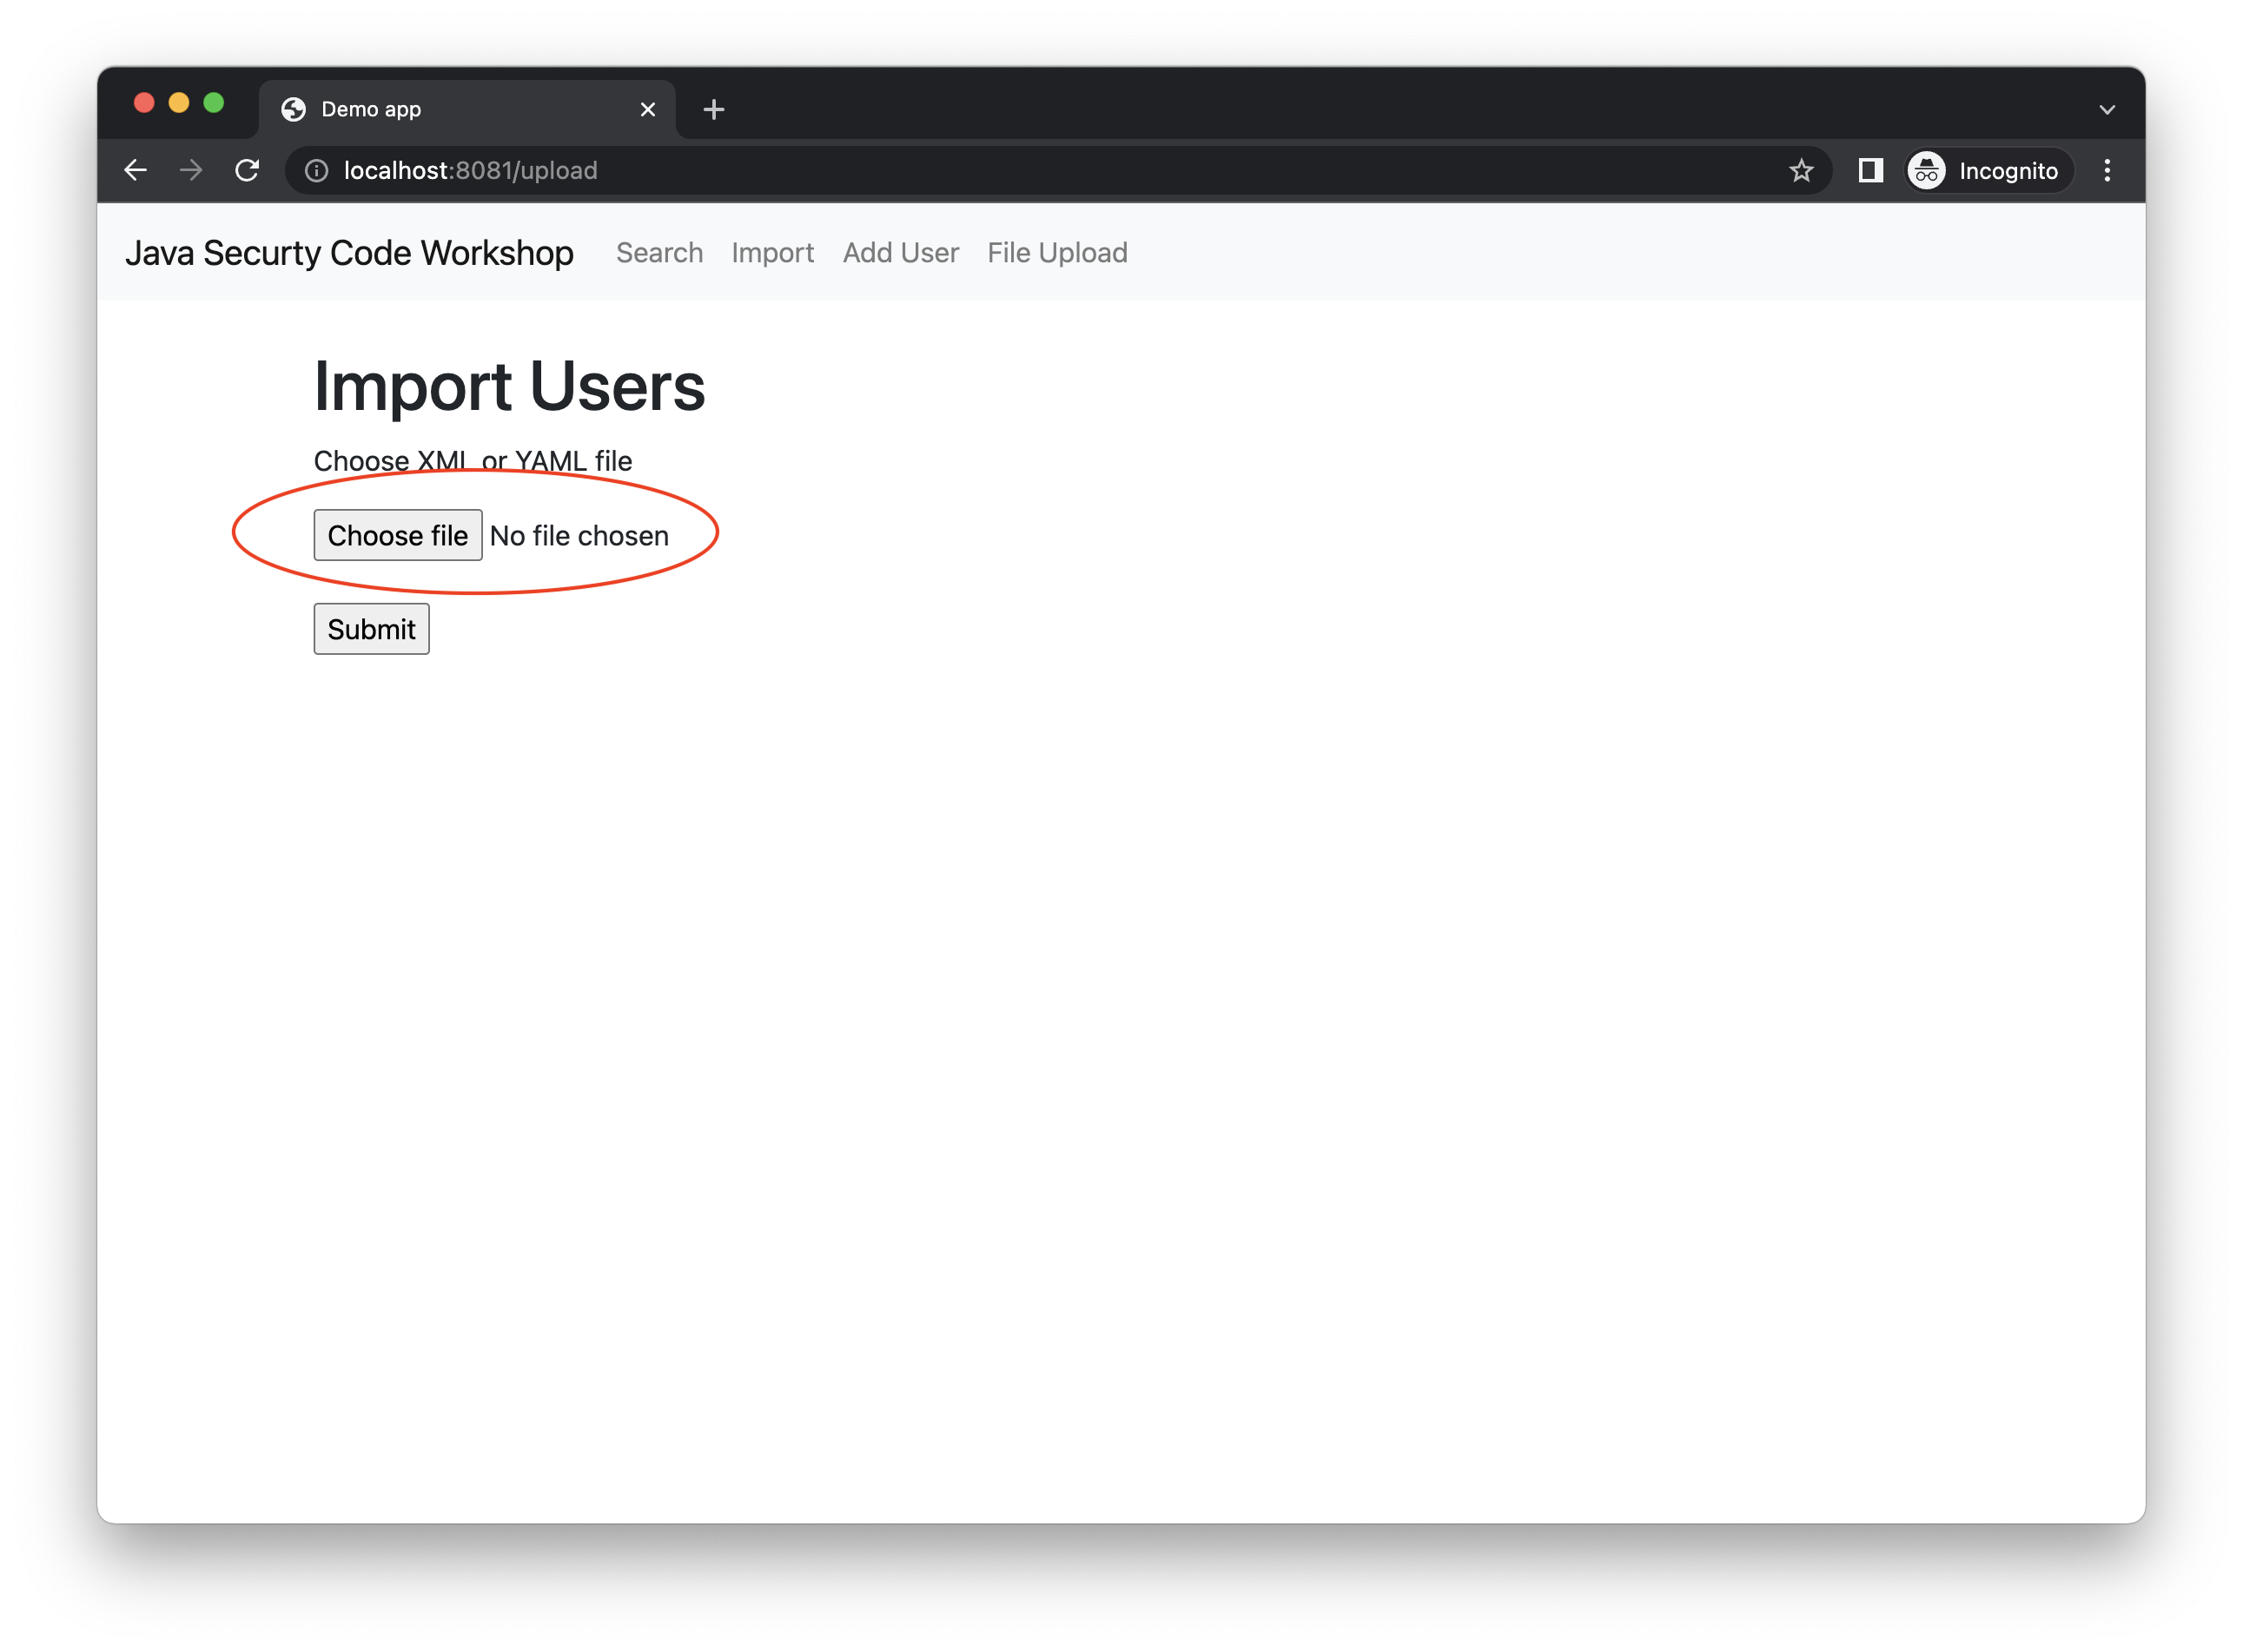 Demo app
localhost:8081/upload
Incognito
Java Securty Code Workshop Search Import Add User File Upload
Import Users
Choose XML or YAML file
Choose file No file chosen
Submit